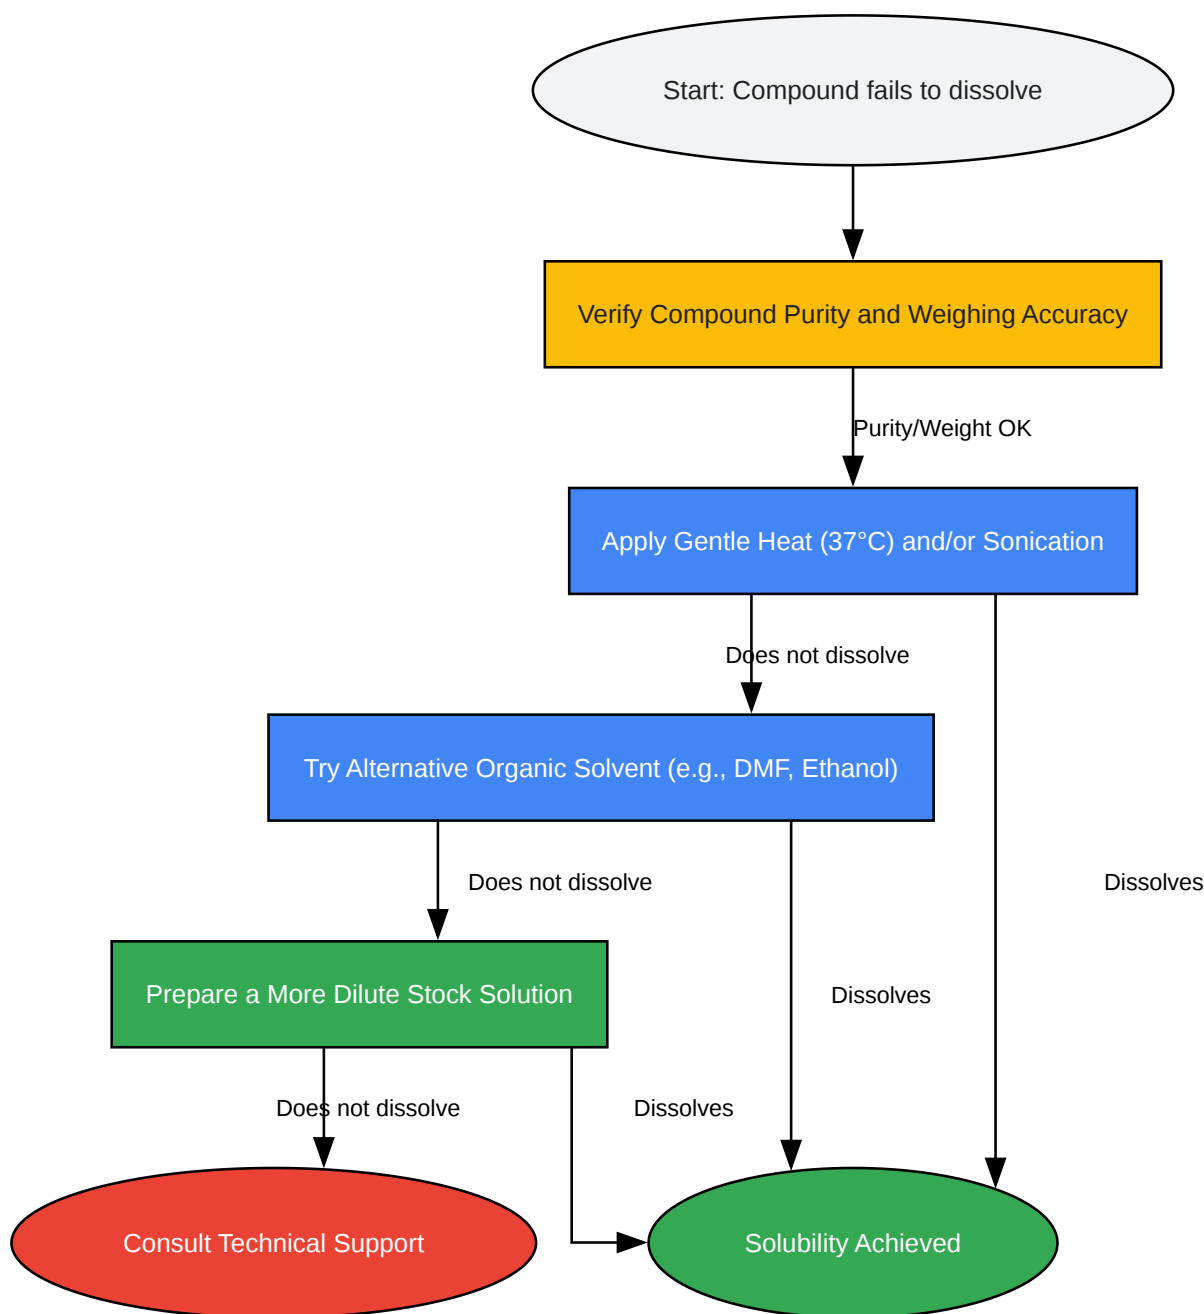 Start: Compound fails to dissolve
Verify Compound Purity and Weighing Accuracy
Purity/Weight OK
Apply Gentle Heat (37°C) and/or Sonication
Does not dissolve
Try Alternative Organic Solvent (e.g., DMF, Ethanol)
Does not dissolve
Dissolves
Prepare a More Dilute Stock Solution
Dissolves
Does not dissolve
Dissolves
Consult Technical Support
Solubility Achieved